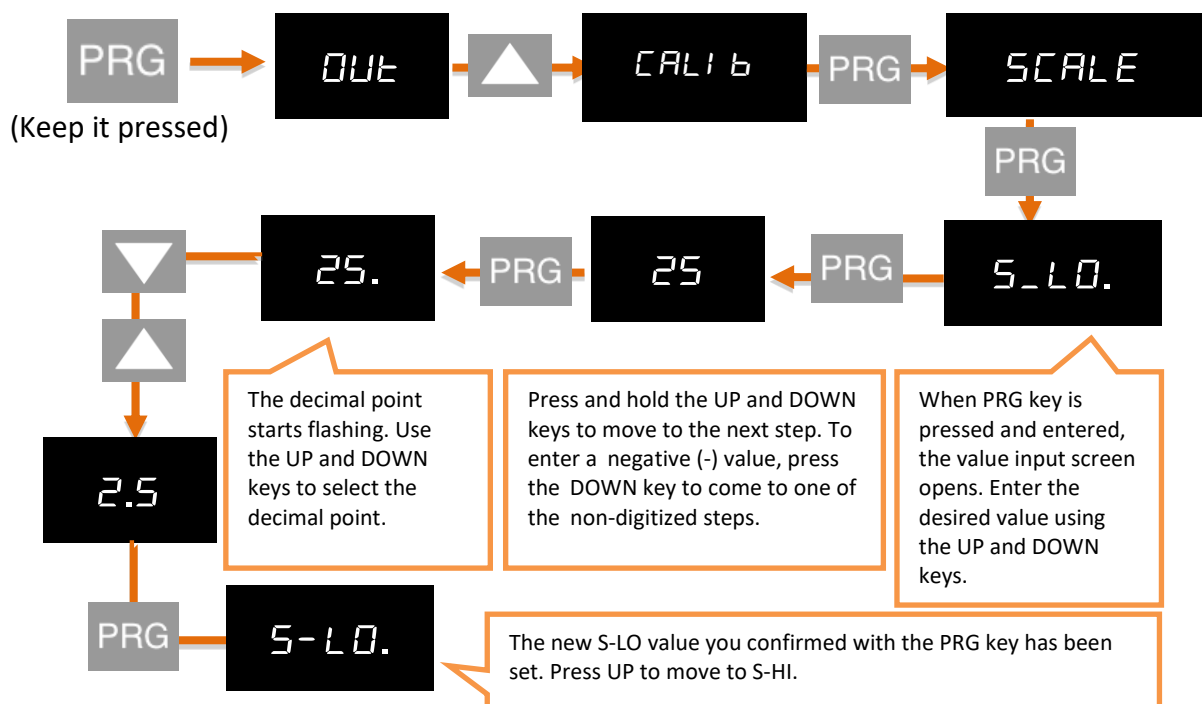 PRG
OUt
CALI b
PRG
SCALE
(Keep it pressed)
PRG
25.
PRG
25
PRG
S_LO.
The decimal point
starts flashing. Use
the UP and DOWN
keys to select the
decimal point.
Press and hold the UP and DOWN
keys to move to the next step. To
enter a negative (-) value, press
the DOWN key to come to one of
the non-digitized steps.
When PRG key is
pressed and entered,
the value input screen
opens. Enter the
desired value using
the UP and DOWN
keys.
2.5
PRG
S-LO.
The new S-LO value you confirmed with the PRG key has been
set. Press UP to move to S-HI.